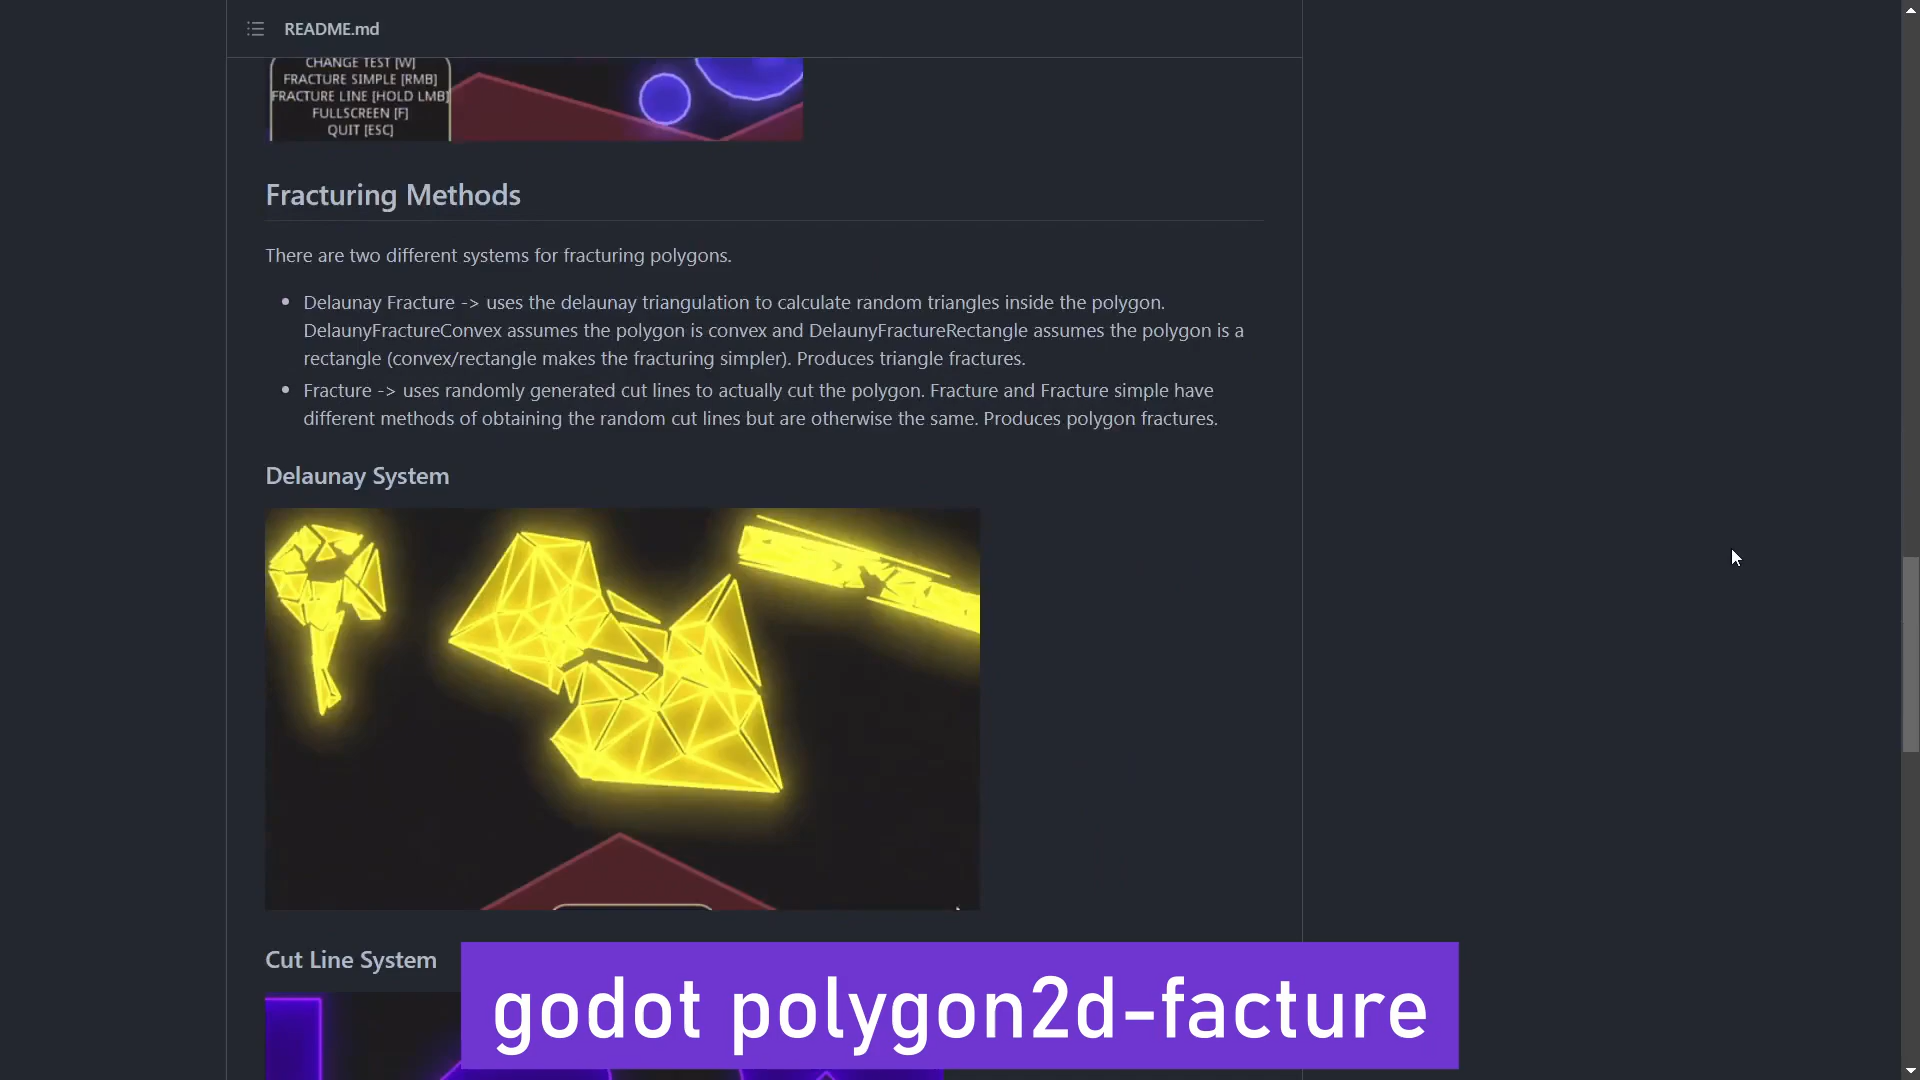 README.md
CHANGE TEST [W]
FRACTURE SIMPLE [RMB]
FRACTURE LINE [HOLD LMB]
FULLSCREEN [F]
QUIT [ESC]
Fracturing Methods
There are two different systems for fracturing polygons.
Delaunay Fracture -> uses the delaunay triangulation to calculate random triangles inside the polygon.
DelaunyFractureConvex assumes the polygon is convex and DelaunyFractureRectangle assumes the polygon is a
rectangle (convex/rectangle makes the fracturing simpler). Produces triangle fractures.
Fracture -> uses randomly generated cut lines to actually cut the polygon. Fracture and Fracture simple have
different methods of obtaining the random cut lines but are otherwise the same. Produces polygon fractures.
Delaunay System
Cut Line System
godot polygon2d-facture